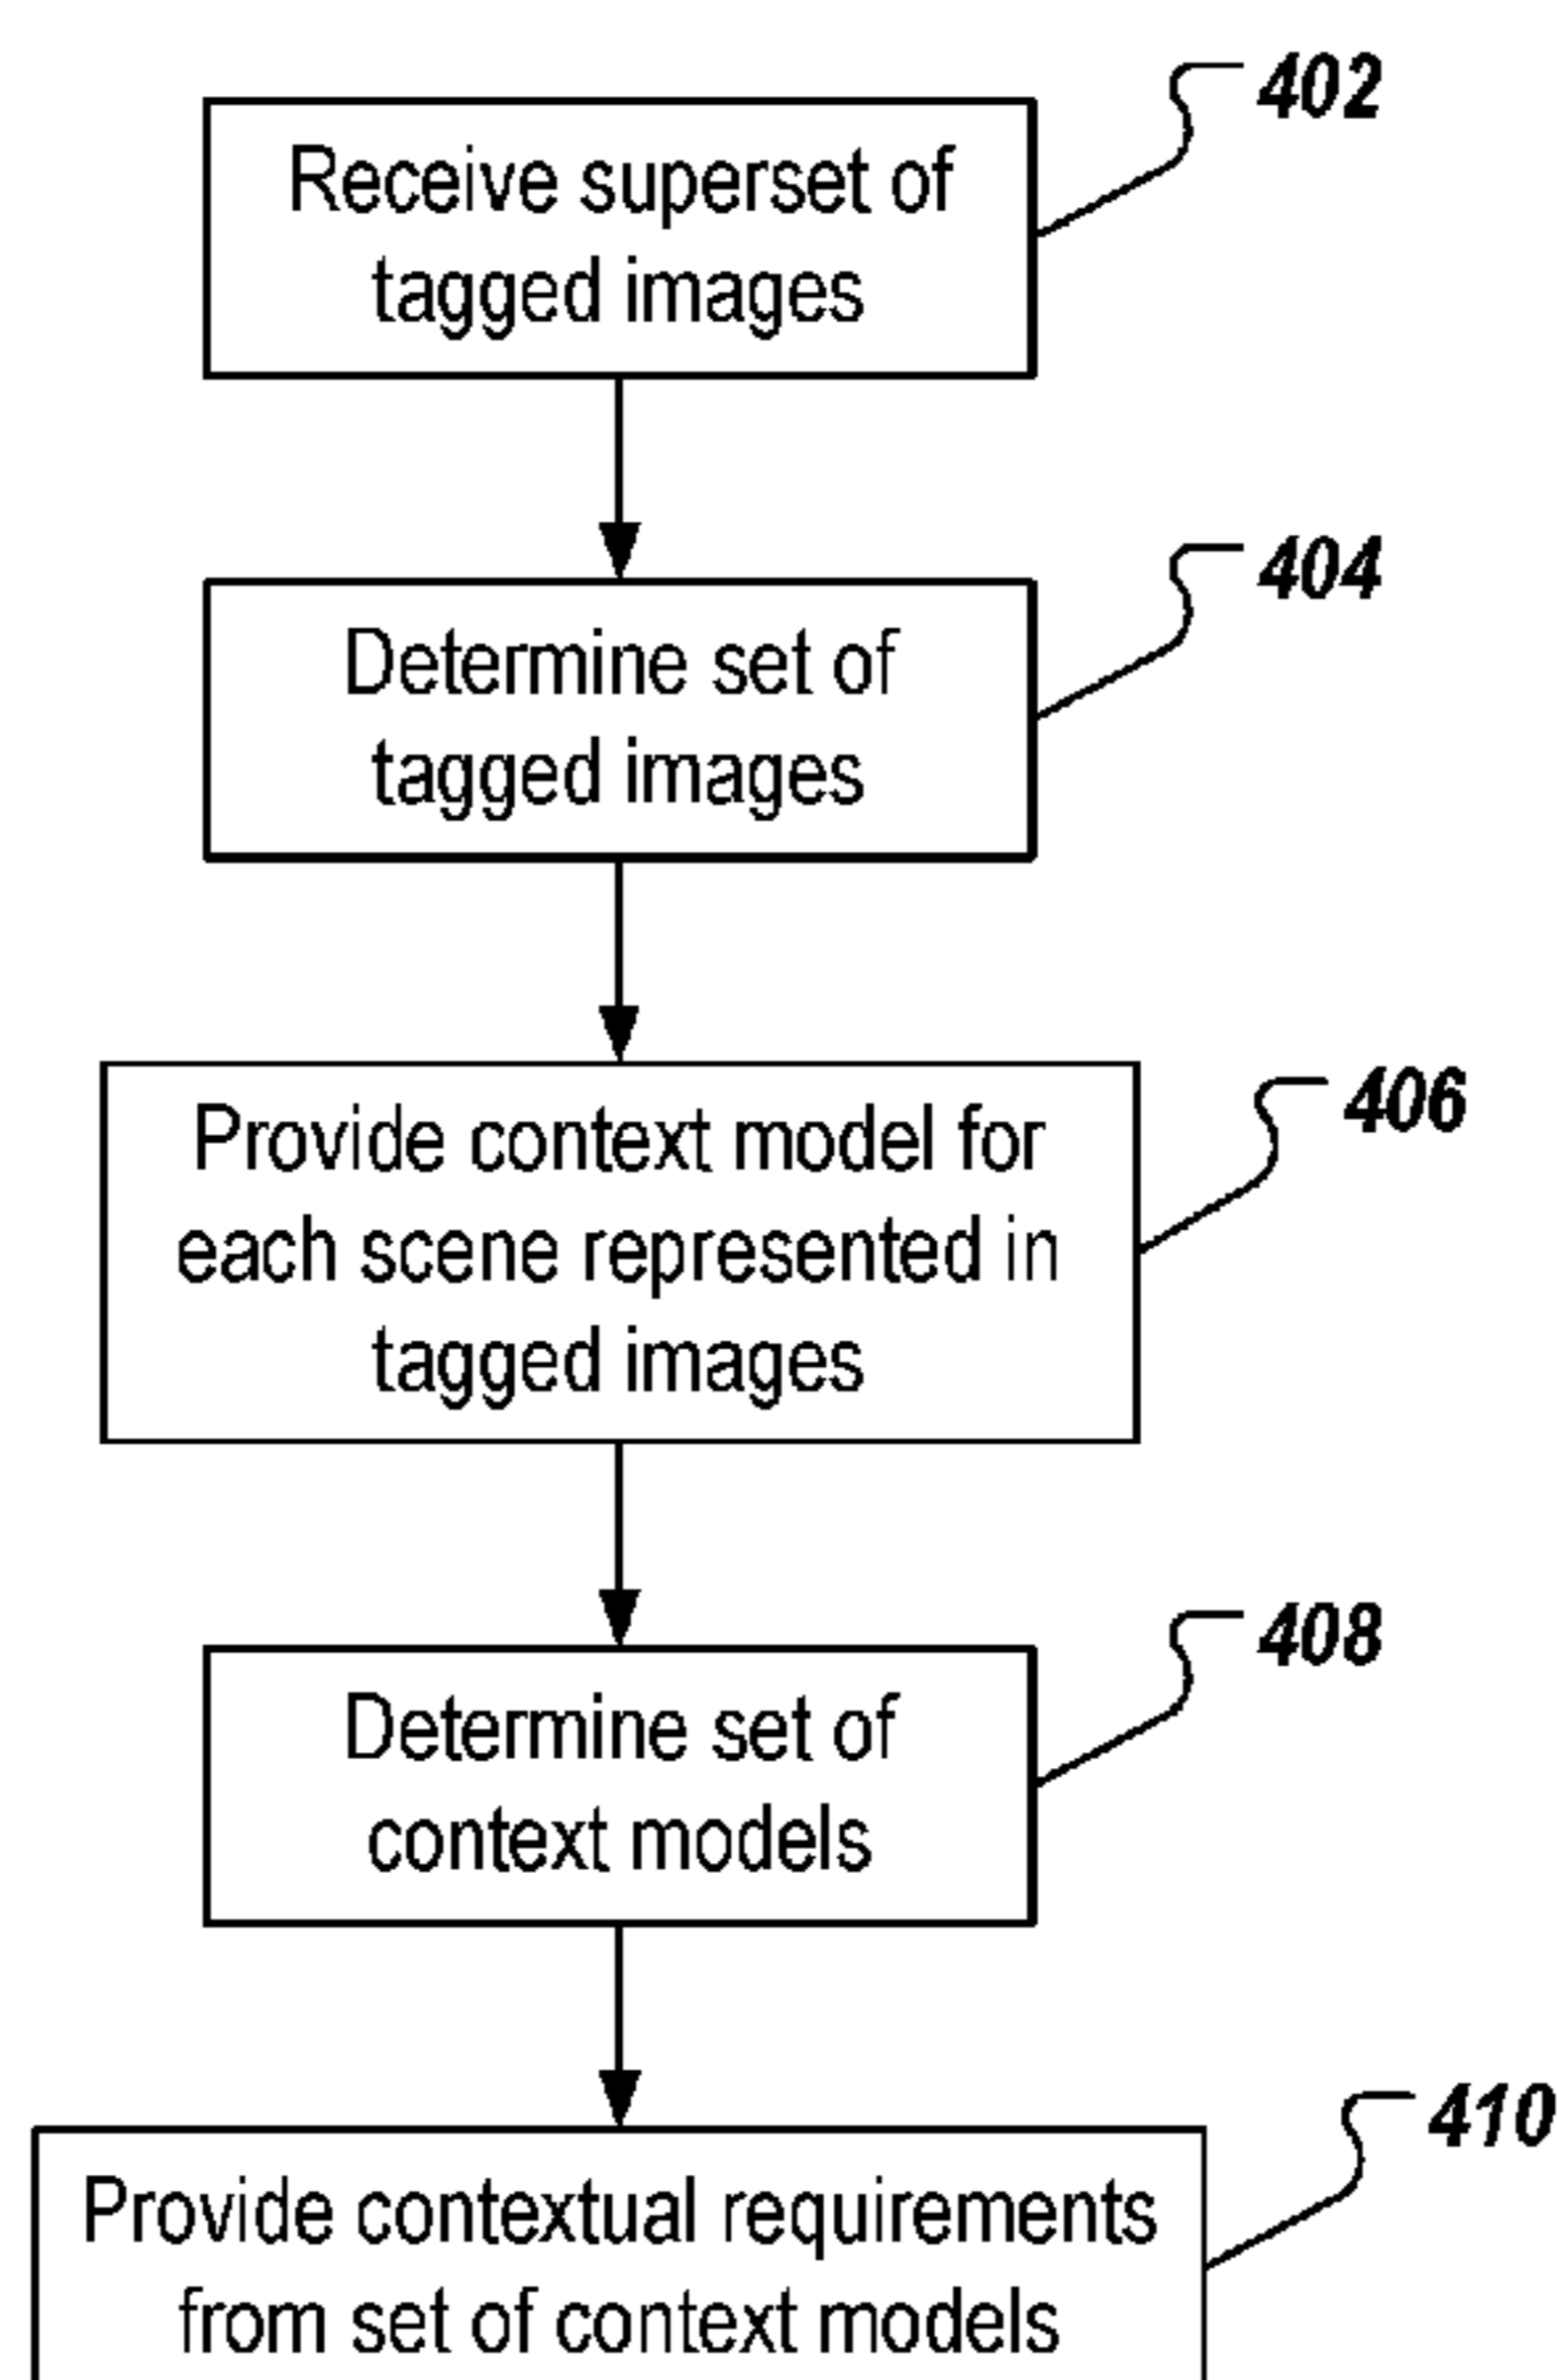 402
Receive superset of
tagged images
404
Determine set of
tagged images
406
Provide context model for
each scene represented in
tagged images
408
Determine set of
context models
410
Provide contextual requirements
from set of context models